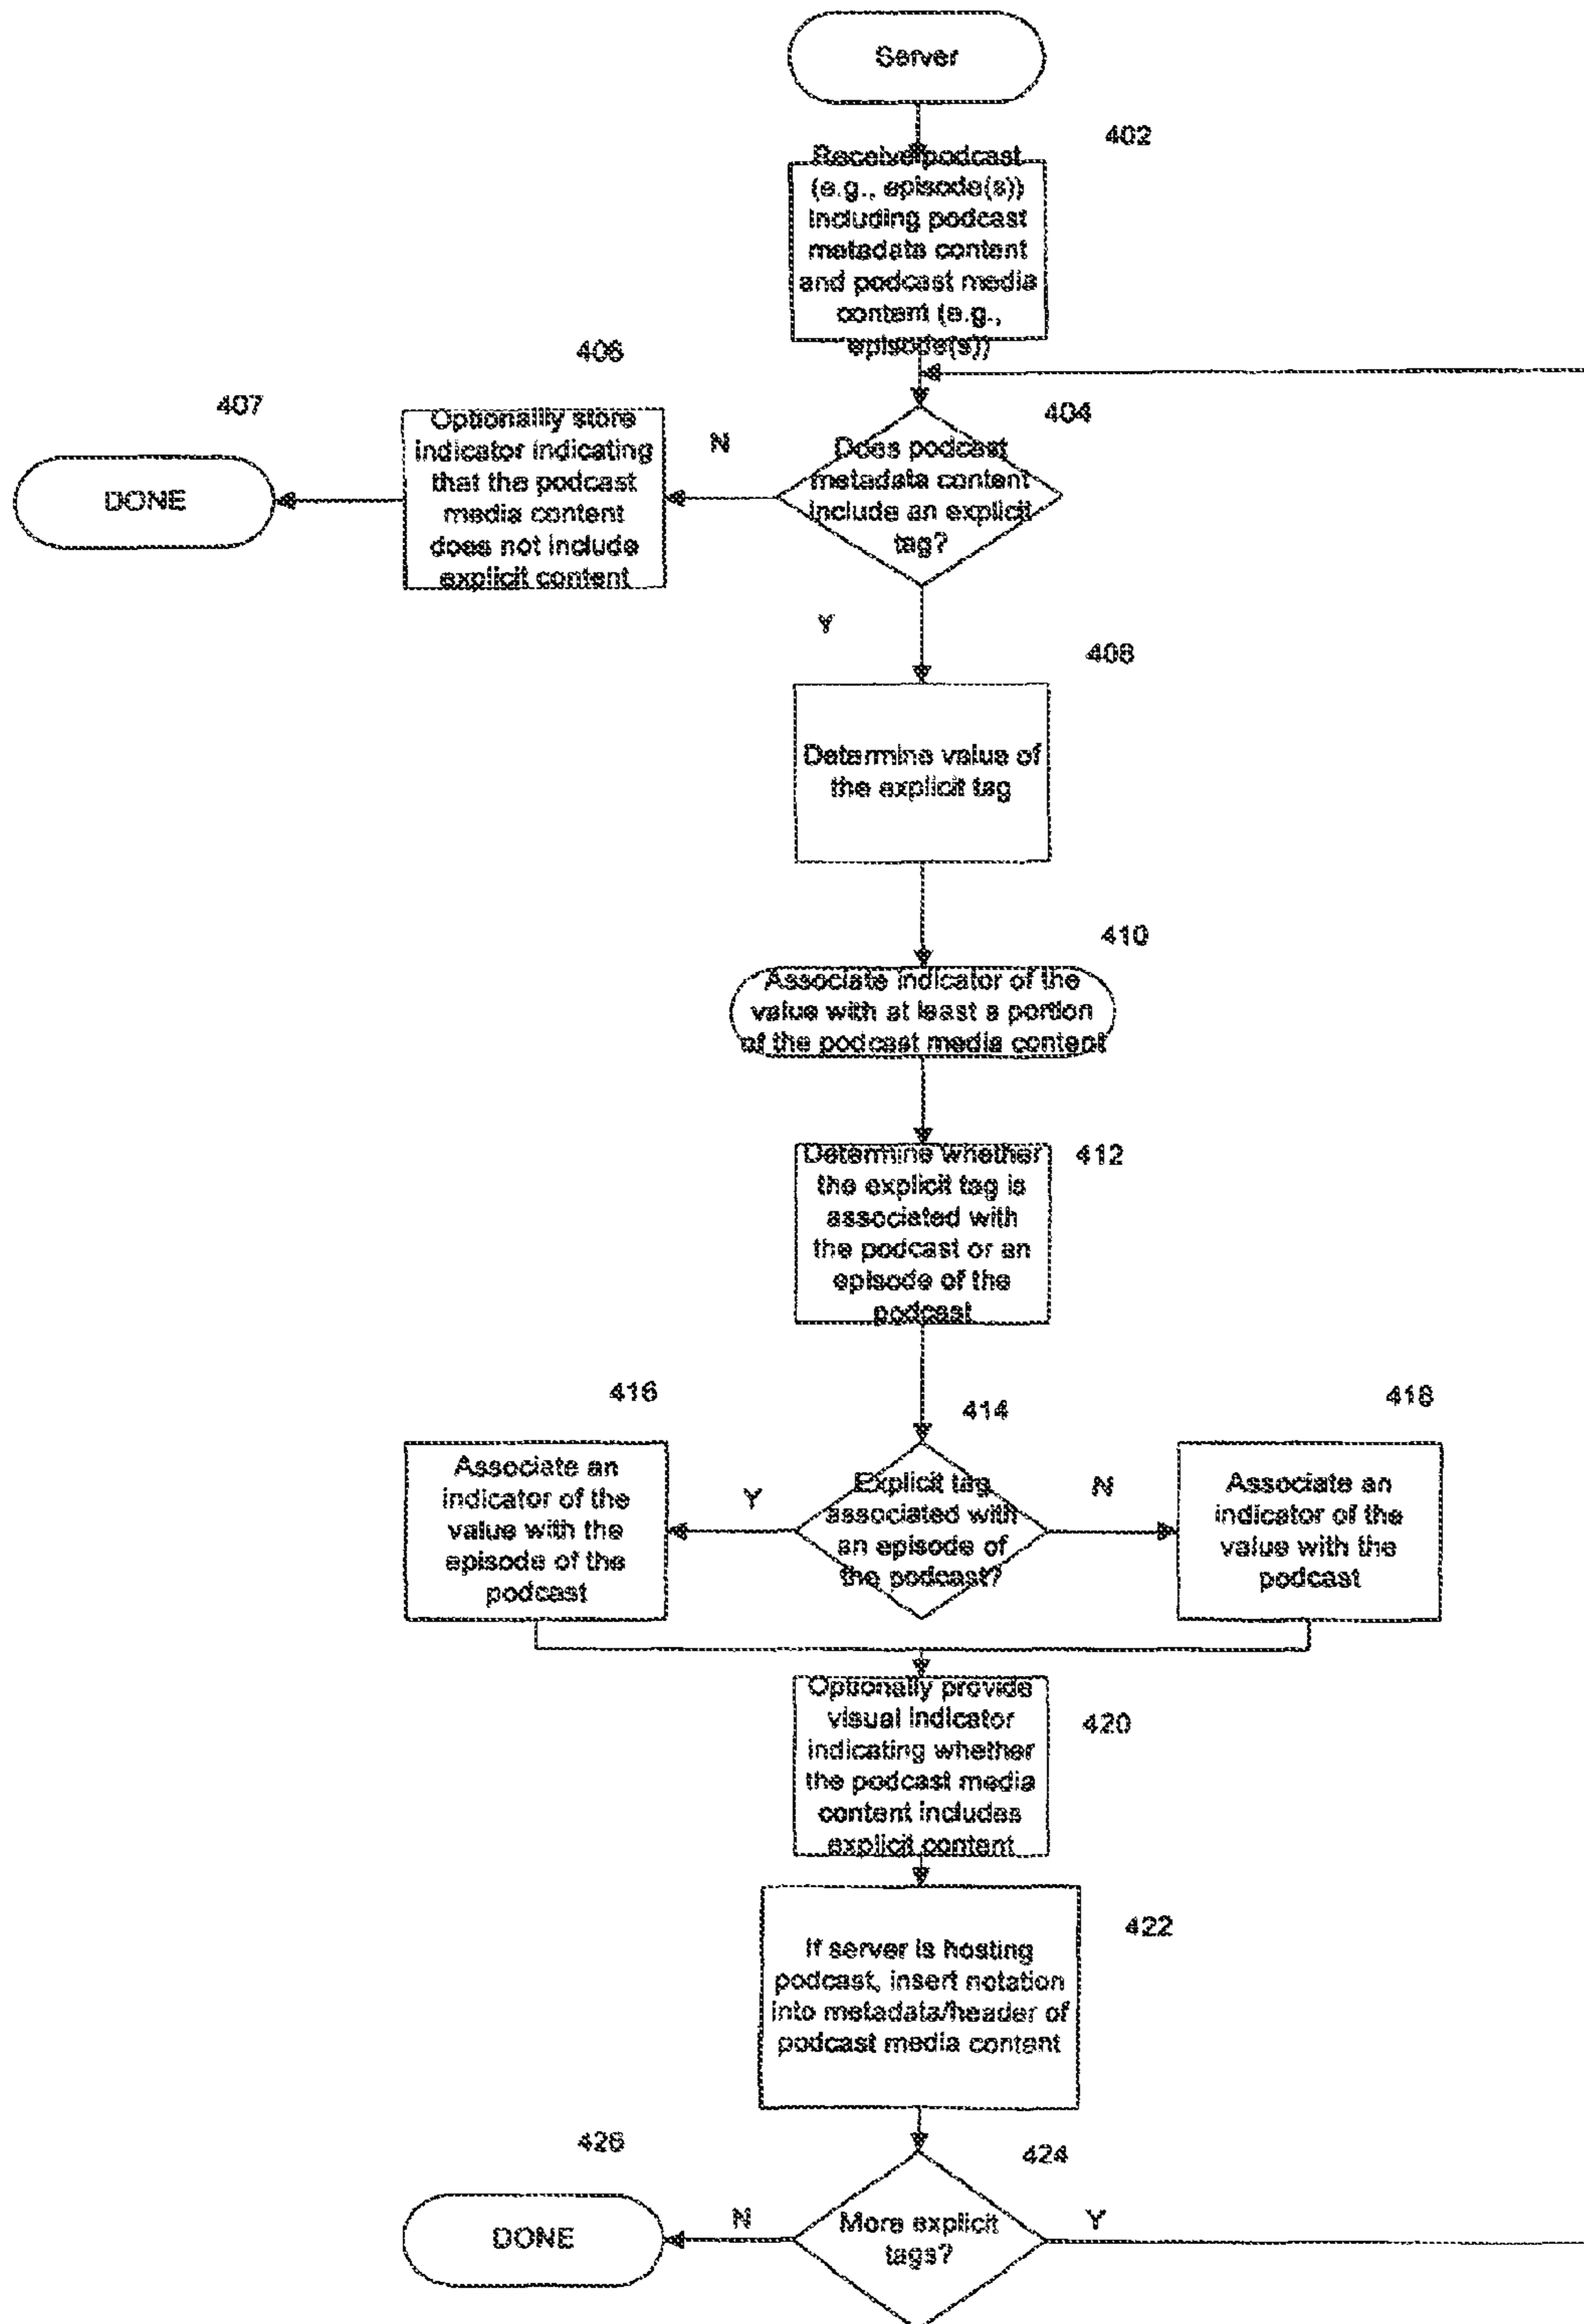 Server
402
Receive podcast
(e.g., episode(s))
including podcast
metadata content
and podcast media
content (e.g.,
episode(s))
406
407
404
Optionally store
indicator indicating
that the podcast
media content
does not include
explicit content
N
Does podcast
metadata content
include an explicit
tag?
DONE
Y
408
Determine value of
the explicit tag
410
Associate indicator of the
value with at least a portion
of the podcast media content
412
Determine whether
the explicit tag is
associated with
the podcast or an
episode of the
podcast
416
418
414
Associate an
indicator of the
value with the
episode of the
podcast
Y
Explicit tag
associated with
an episode of
the podcast?
N
Associate an
indicator of the
value with the
podcast
Optionally provide
visual indicator
indicating whether
the podcast media
content includes
explicit content
420
422
If server is hosting
podcast, insert notation
into metadata/header of
podcast media content
426
424
DONE
N
More explicit
tags?
Y